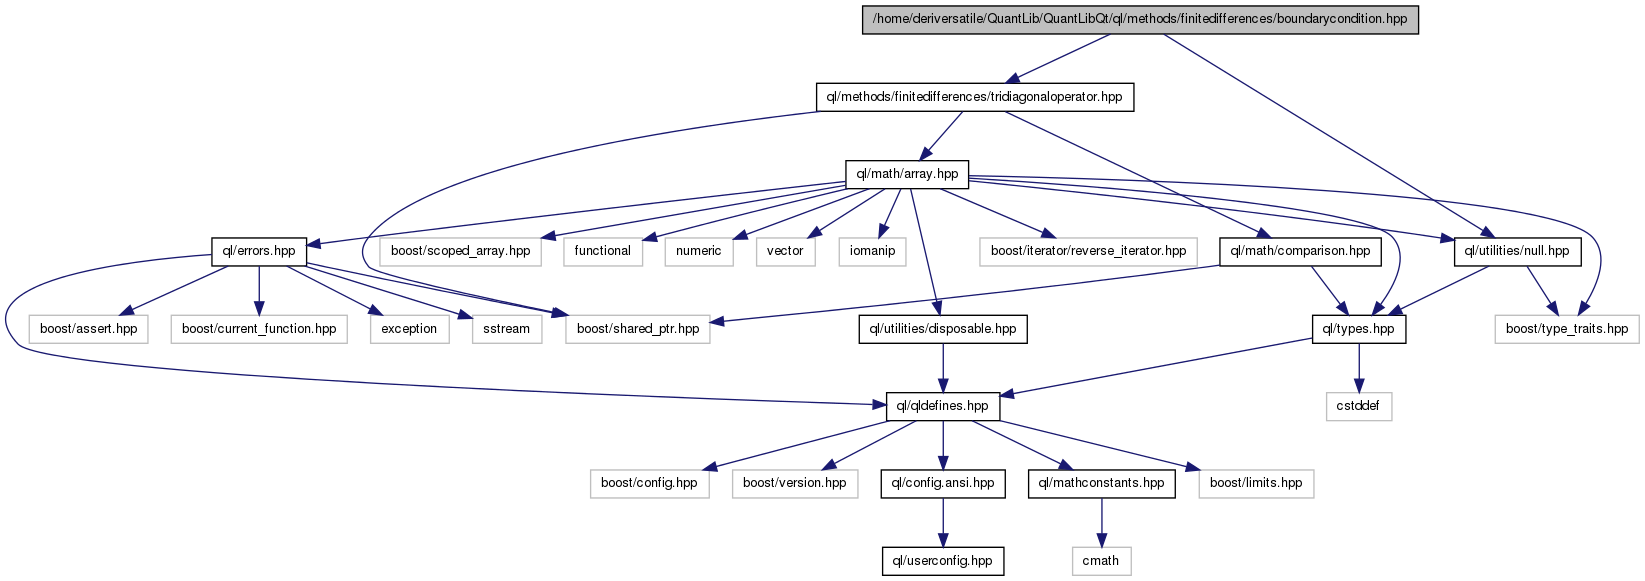 /home/deriversatile/QuantLib/QuantLibQt/ql/methods/finitedifferences/boundarycondition.hpp
ql/methods/finitedifferences/tridiagonaloperator.hpp
ql/math/array.hpp
ql/errors.hpp
boost/scoped_array.hpp
functional
numeric
vector
iomanip
boost/iterator/reverse_iterator.hpp
ql/math/comparison.hpp
ql/utilities/null.hpp
boost/assert.hpp
boost/current_function.hpp
exception
sstream
boost/shared_ptr.hpp
ql/utilities/disposable.hpp
ql/types.hpp
boost/type_traits.hpp
ql/qldefines.hpp
cstddef
boost/config.hpp
boost/version.hpp
ql/config.ansi.hpp
ql/mathconstants.hpp
boost/limits.hpp
ql/userconfig.hpp
cmath